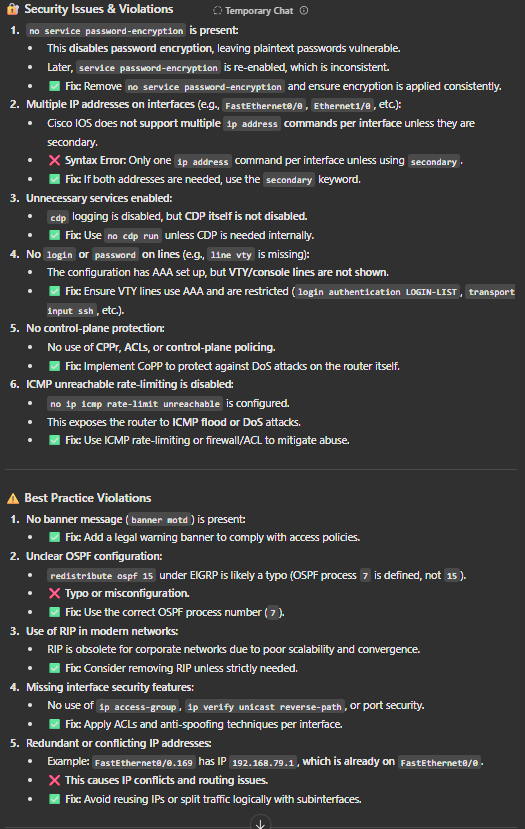 🔐 Security Issues & Violations
Temporary Chat
1. no service password-encryption is present:
• This disables password encryption, leaving plaintext passwords vulnerable.
• Later, service password-encryption is re-enabled, which is inconsistent.
• ✅ Fix: Remove no service password-encryption and ensure encryption is applied consistently.
2. Multiple IP addresses on interfaces (e.g., FastEthernet0/0 , Ethernet1/0 , etc.):
• Cisco IOS does not support multiple ip address commands per interface unless they are
secondary.
• ❌ Syntax Error: Only one ip address command per interface unless using secondary .
• ✅ Fix: If both addresses are needed, use the secondary keyword.
3. Unnecessary services enabled:
• cdp logging is disabled, but CDP itself is not disabled.
• ✅ Fix: Use no cdp run unless CDP is needed internally.
4. No login or password on lines (e.g., line vty is missing):
• The configuration has AAA set up, but VTY/console lines are not shown.
• ✅ Fix: Ensure VTY lines use AAA and are restricted ( login authentication LOGIN-LIST , transport
input ssh , etc.).
5. No control-plane protection:
• No use of CPPr, ACLs, or control-plane policing.
• ✅ Fix: Implement CoPP to protect against DoS attacks on the router itself.
6. ICMP unreachable rate-limiting is disabled:
• no ip icmp rate-limit unreachable is configured.
• This exposes the router to ICMP flood or DoS attacks.
• ✅ Fix: Use ICMP rate-limiting or firewall/ACL to mitigate abuse.
⚠️ Best Practice Violations
1. No banner message ( banner motd ) is present:
• ✅ Fix: Add a legal warning banner to comply with access policies.
2. Unclear OSPF configuration:
• redistribute ospf 15 under EIGRP is likely a typo (OSPF process 7 is defined, not 15 ).
• ❌ Typo or misconfiguration.
• ✅ Fix: Use the correct OSPF process number ( 7 ).
3. Use of RIP in modern networks:
• RIP is obsolete for corporate networks due to poor scalability and convergence.
• ✅ Fix: Consider removing RIP unless strictly needed.
4. Missing interface security features:
• No use of ip access-group , ip verify unicast reverse-path , or port security.
• ✅ Fix: Apply ACLs and anti-spoofing techniques per interface.
5. Redundant or conflicting IP addresses:
• Example: FastEthernet0/0.169 has IP 192.168.79.1 , which is already on FastEthernet0/0 .
• ❌ This causes IP conflicts and routing issues.
• ✅ Fix: Avoid reusing IPs or split traffic logically with subinterfaces.